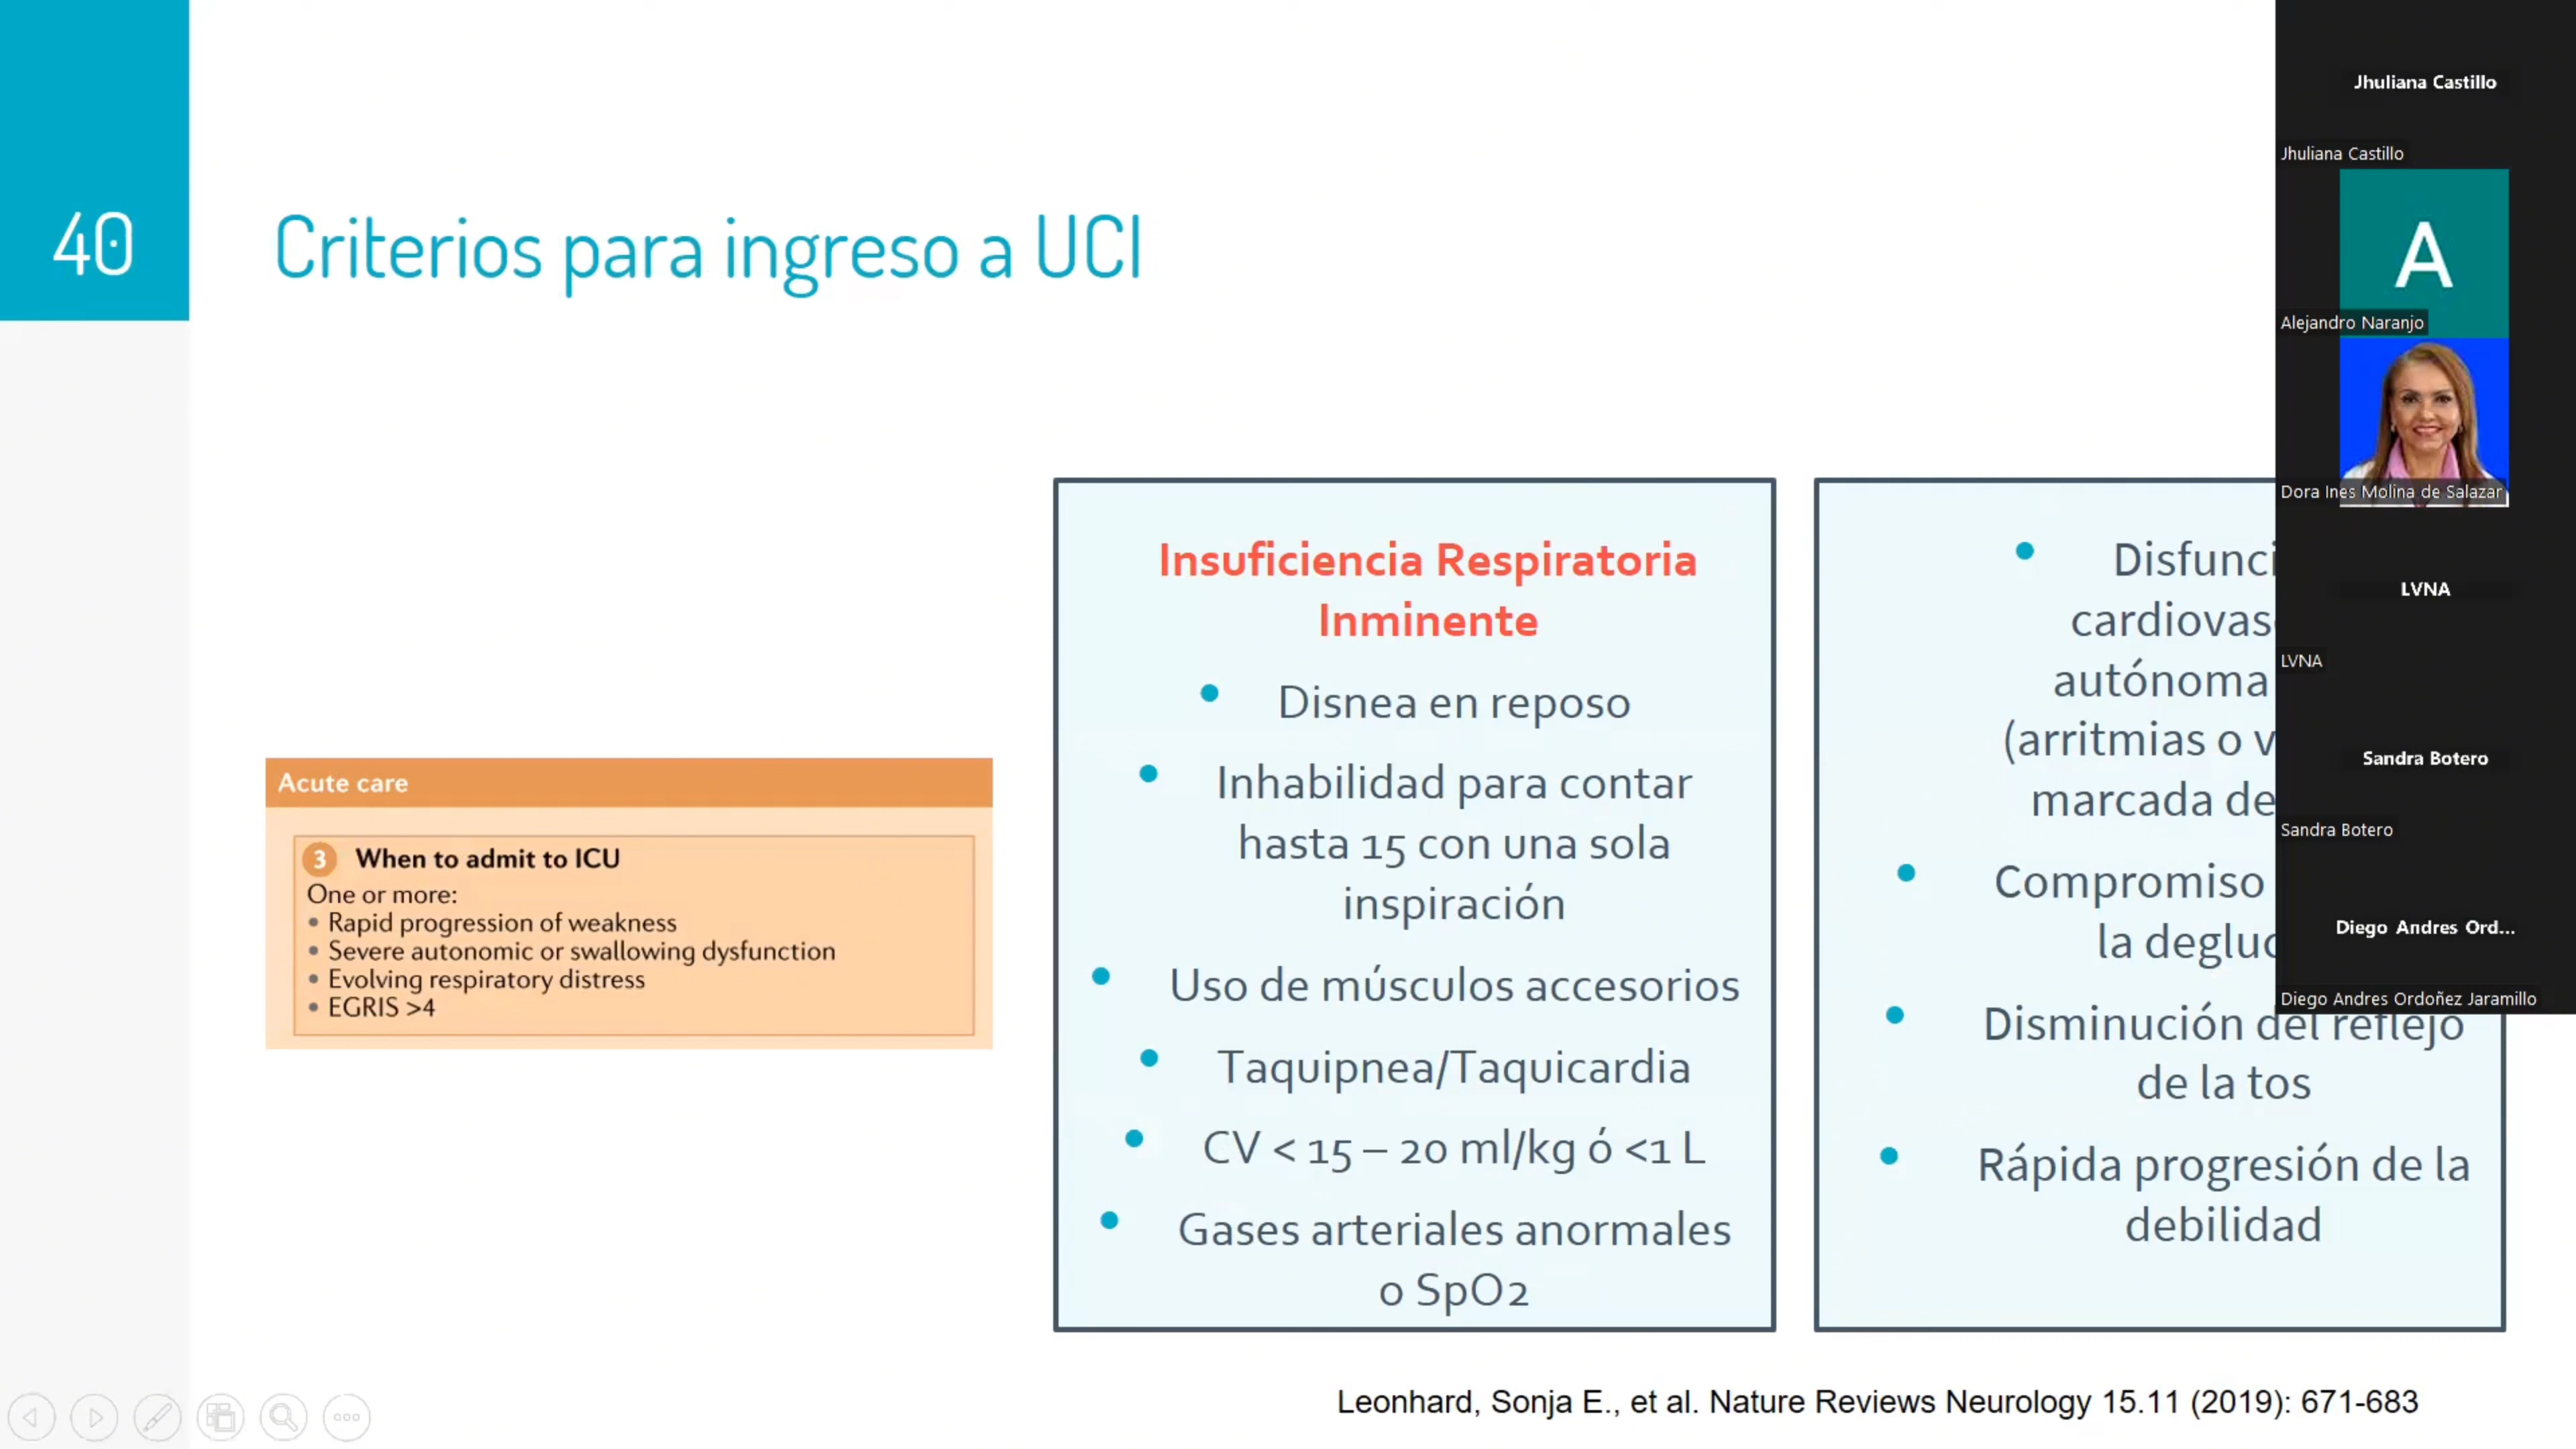 40
Criterios para ingreso a UCI
Acute care
3 When to admit to ICU
One or more:
• Rapid progression of weakness
• Severe autonomic or swallowing dysfunction
• Evolving respiratory distress
• EGRIS >4
Insuficiencia Respiratoria
Inminente
• Disnea en reposo
• Inhabilidad para contar
hasta 15 con una sola
inspiración
• Uso de músculos accesorios
• Taquipnea/Taquicardia
• CV < 15 – 20 ml/kg ó <1 L
• Gases arteriales anormales
o SpO2
•
autónoma
(arritmias o
marcada de
• Compromiso
la
• Disminución del reflejo
de la tos
• Rápida progresión de la
debilidad
Leonhard, Sonja E., et al. Nature Reviews Neurology 15.11 (2019): 671-683
Jhuliana Castillo
Jhuliana Castillo
A
Alejandro Naranjo
Dora Ines Molina de Salazar
LVNA
LVNA
Sandra Botero
Sandra Botero
Diego Andres Ord...
Diego Andres Ordoñez Jaramillo